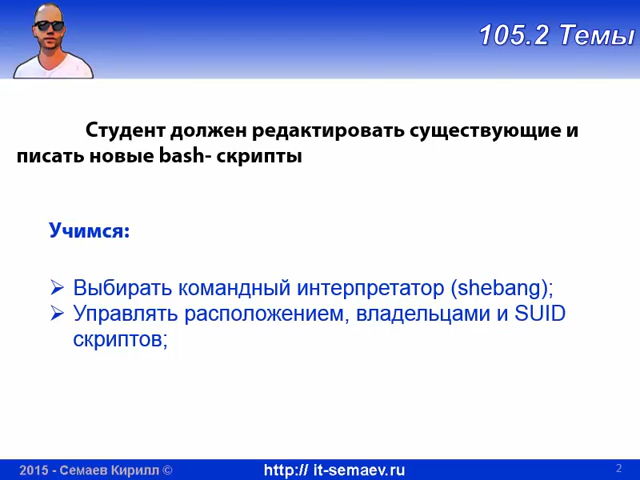 105.2 Темы
Студент должен редактировать существующие и
писать новые bash- скрипты
Учимся:
➢ Выбирать командный интерпретатор (shebang);
➢ Управлять расположением, владельцами и SUID
скриптов;
2015 - Семаев Кирилл © http:// it-semaev.ru 2